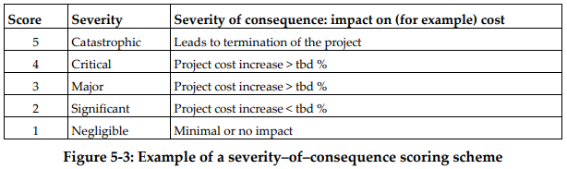 Score Severity Severity of consequence: impact on (for example) cost
5 Catastrophic Leads to termination of the project
4 Critical Project cost increase > tbd %
3 Major Project cost increase > tbd %
2 Significant Project cost increase < tbd %
1 Negligible Minimal or no impact
Figure 5-3: Example of a severity–of–consequence scoring scheme